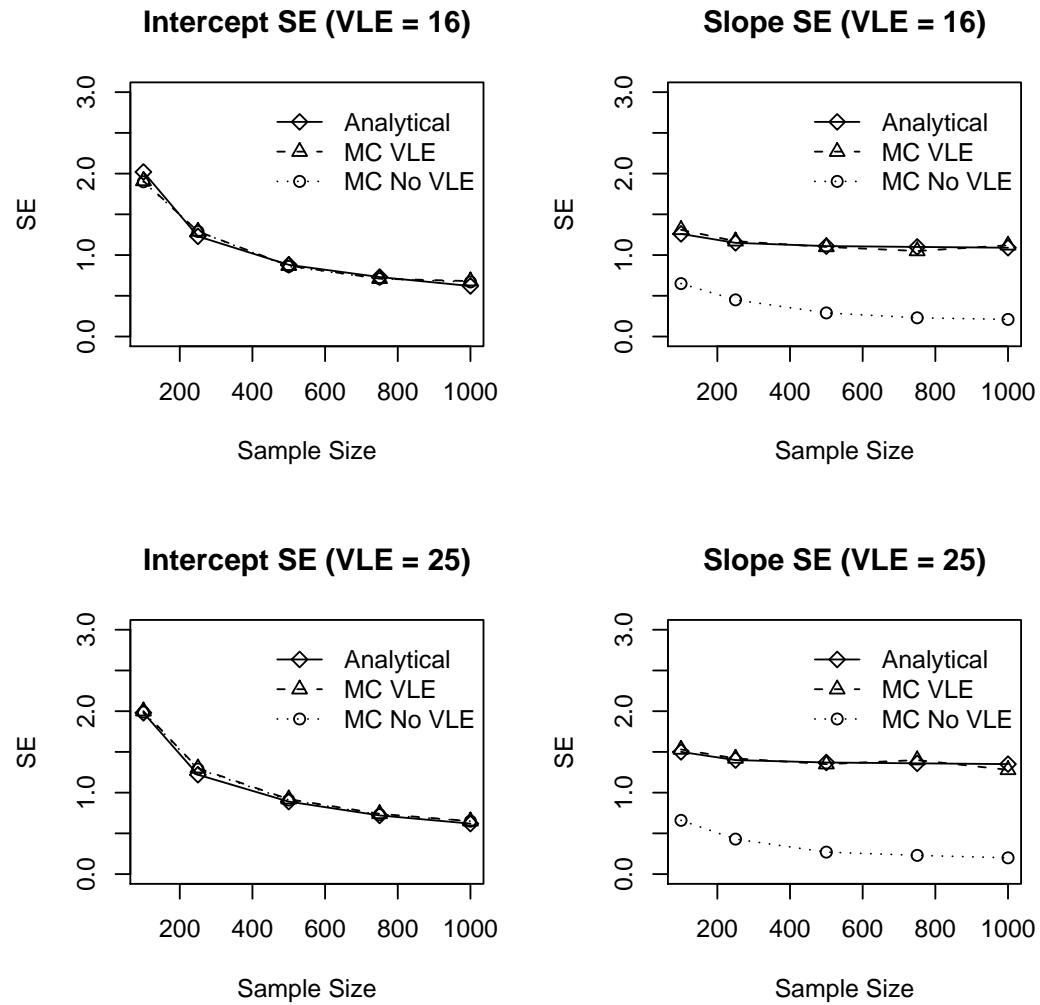 Intercept SE (VLE = 16)
SE
3.0
2.0
1.0
0.0
Analytical
MC VLE
MC No VLE
200 400 600 800 1000
Sample Size
Slope SE (VLE = 16)
SE
3.0
2.0
1.0
0.0
Analytical
MC VLE
MC No VLE
200 400 600 800 1000
Sample Size
Intercept SE (VLE = 25)
SE
3.0
2.0
1.0
0.0
Analytical
MC VLE
MC No VLE
200 400 600 800 1000
Sample Size
Slope SE (VLE = 25)
SE
3.0
2.0
1.0
0.0
Analytical
MC VLE
MC No VLE
200 400 600 800 1000
Sample Size